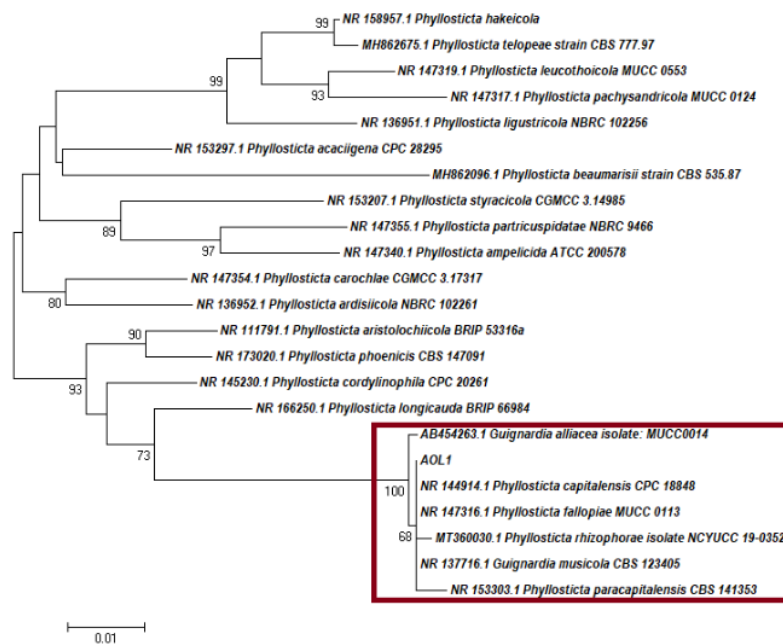 99
NR 158957.1 Phyllosticta hakeicola
MH862675.1 Phyllosticta telopeae strain CBS 777.97
NR 147319.1 Phyllosticta leucothoicola MUCC 0553
99
93
NR 147317.1 Phyllosticta pachysandricola MUCC 0124
NR 136951.1 Phyllosticta ligustricola NBRC 102256
NR 153297.1 Phyllosticta acaciigena CPC 28295
MH862096.1 Phyllosticta beaumarisii strain CBS 535.87
NR 153207.1 Phyllosticta styracicola CGMCC 3.14985
89
NR 147355.1 Phyllosticta partricuspidatae NBRC 9466
97
NR 147340.1 Phyllosticta ampelicida ATCC 200578
NR 147354.1 Phyllosticta carochlae CGMCC 3.17317
80
NR 136952.1 Phyllosticta ardisiicola NBRC 102261
90
NR 111791.1 Phyllosticta aristolochiicola BRIP 53316a
NR 173020.1 Phyllosticta phoenicis CBS 147091
93
NR 145230.1 Phyllosticta cordylinophila CPC 20261
NR 166250.1 Phyllosticta longicauda BRIP 66984
73
AB454263.1 Guignardia alliacea isolate: MUCC0014
AOL1
100
NR 144914.1 Phyllosticta capitalensis CPC 18848
NR 147316.1 Phyllosticta fallopiae MUCC 0113
68
MT360030.1 Phyllosticta rhizophorae isolate NCYUCC 19-0352
NR 137716.1 Guignardia musicola CBS 123405
NR 153303.1 Phyllosticta paracapitalensis CBS 141353
0.01